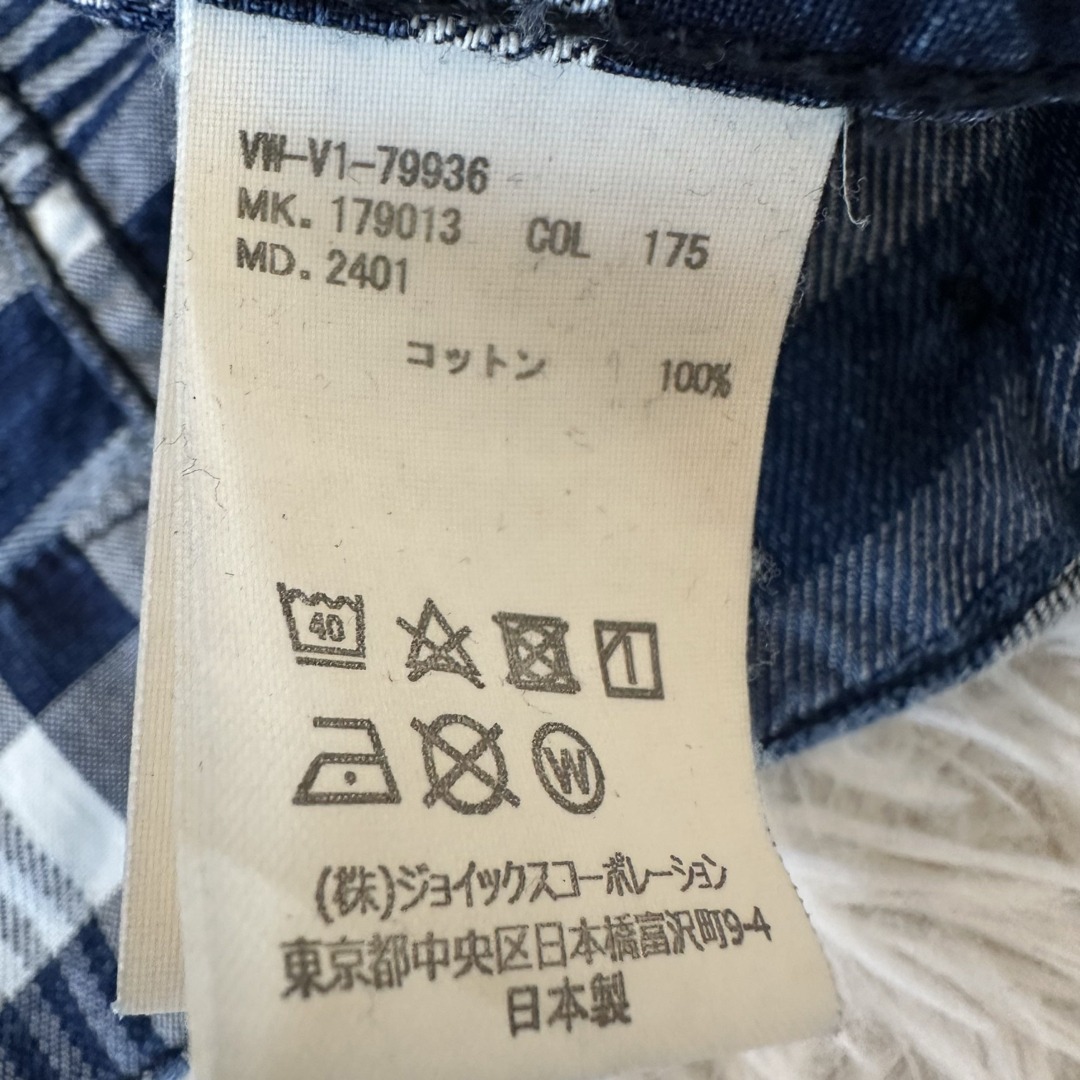 VW-V1-79936
MK. 179013 COL 175
MD. 2401
コットン 100%
40
W
(株)ジョイックスコーポレーション
東京都中央区日本橋富沢町9-4
日本製